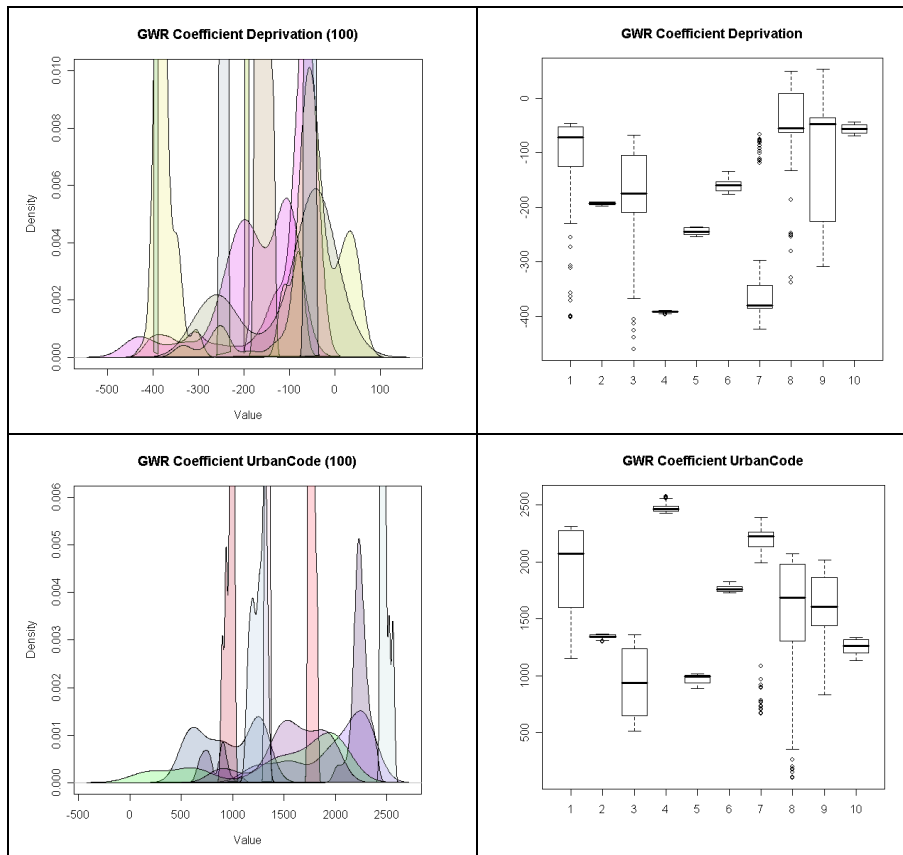 GWR Coefficient Deprivation (100)
0.010
0.008
0.006
0.004
0.002
0.000
Density
-500 -400 -300 -200 -100 0 100
Value
GWR Coefficient Deprivation
0
-100
-200
-300
-400
1 2 3 4 5 6 7 8 9 10
GWR Coefficient UrbanCode (100)
0.006
0.005
0.004
0.003
0.002
0.001
0.000
Density
-500 0 500 1000 1500 2000 2500
Value
GWR Coefficient UrbanCode
2500
2000
1500
1000
500
1 2 3 4 5 6 7 8 9 10